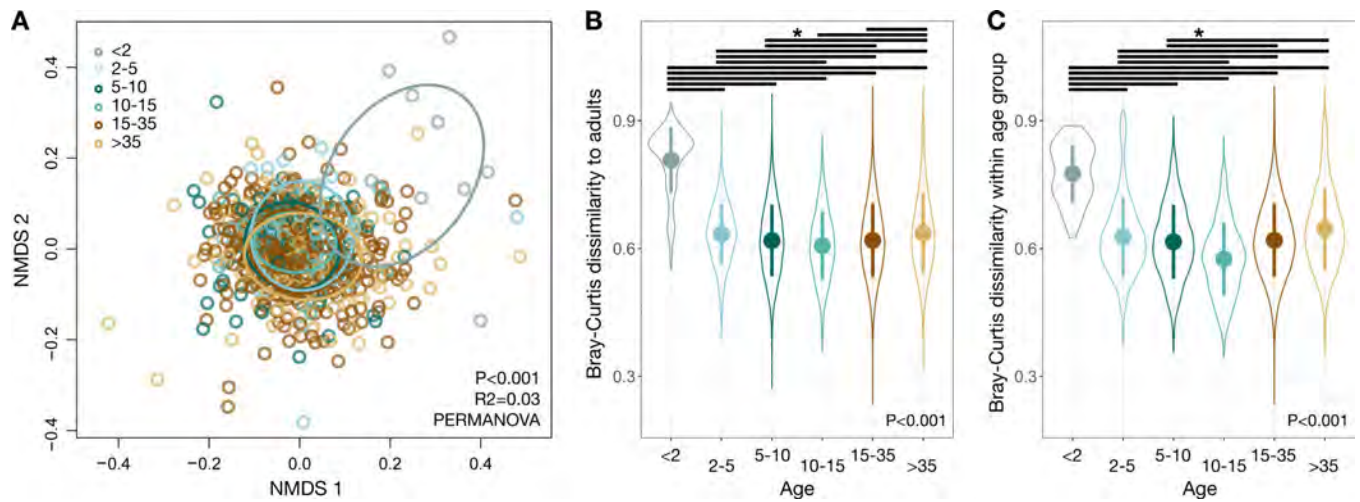 A
<2
2-5
5-10
10-15
15-35
>35
NMDS 2
0.4
0.2
0.0
−0.2
−0.4
P<0.001
R2=0.03
PERMANOVA
−0.4 −0.2 0.0 0.2 0.4
NMDS 1
B
*
Bray-Curtis dissimilarity to adults
0.9
0.6
0.3
P<0.001
<2 5-10 15-35
2-5 10-15 >35
Age
C
*
Bray-Curtis dissimilarity within age group
0.9
0.6
0.3
P<0.001
<2 5-10 15-35
2-5 10-15 >35
Age